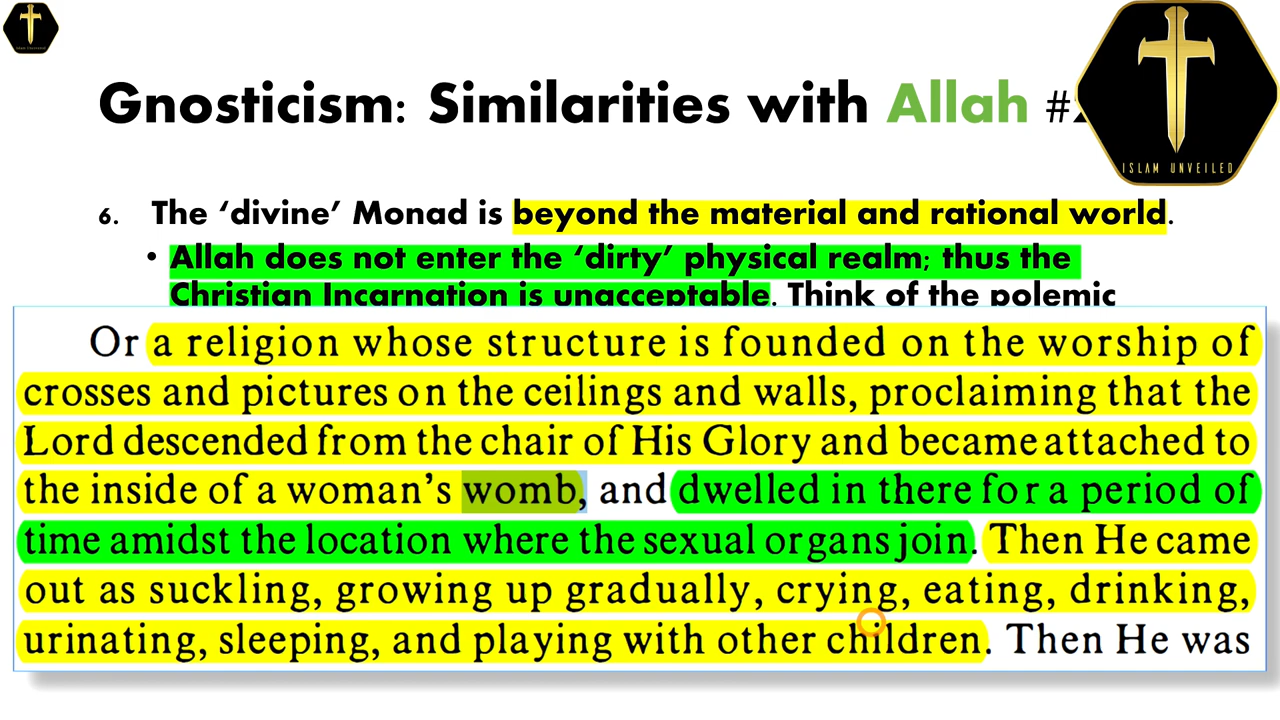 Gnosticism: Similarities with Allah #2
ISLAM UNVEILED
6. The ‘divine’ Monad is beyond the material and rational world.
• Allah does not enter the ‘dirty’ physical realm; thus the
Christian Incarnation is unacceptable. Think of the polemic
Or a religion whose structure is founded on the worship of
crosses and pictures on the ceilings and walls, proclaiming that the
Lord descended from the chair of His Glory and became attached to
the inside of a woman’s womb, and dwelled in there for a period of
time amidst the location where the sexual organs join. Then He came
out as suckling, growing up gradually, crying, eating, drinking,
urinating, sleeping, and playing with other children. Then He was